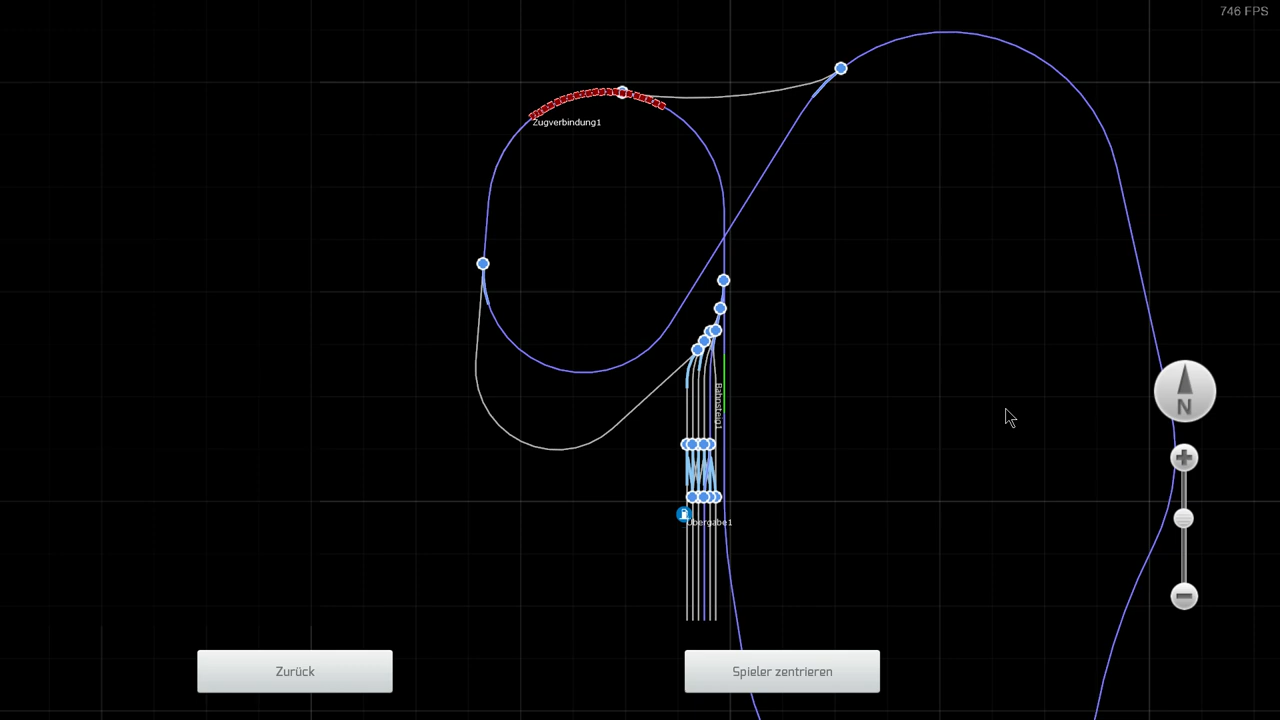 746 FPS
Zugverbindung1
Bahnsteig1
N
Übergabe1
Zurück
Spieler zentrieren